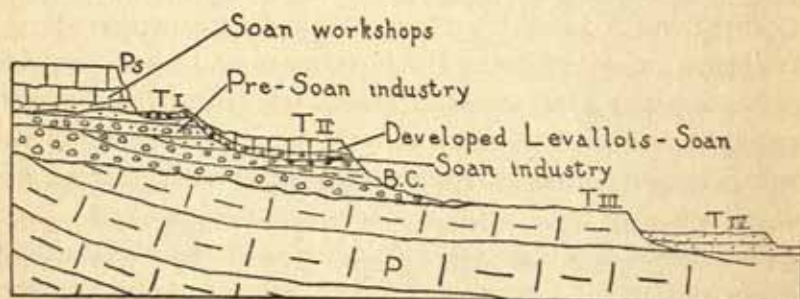 Soan workshops
Ps
Pre-Soan industry
T I
T II
Developed Levallois-Soan
Soan industry
B.C.
T III
T IV
P